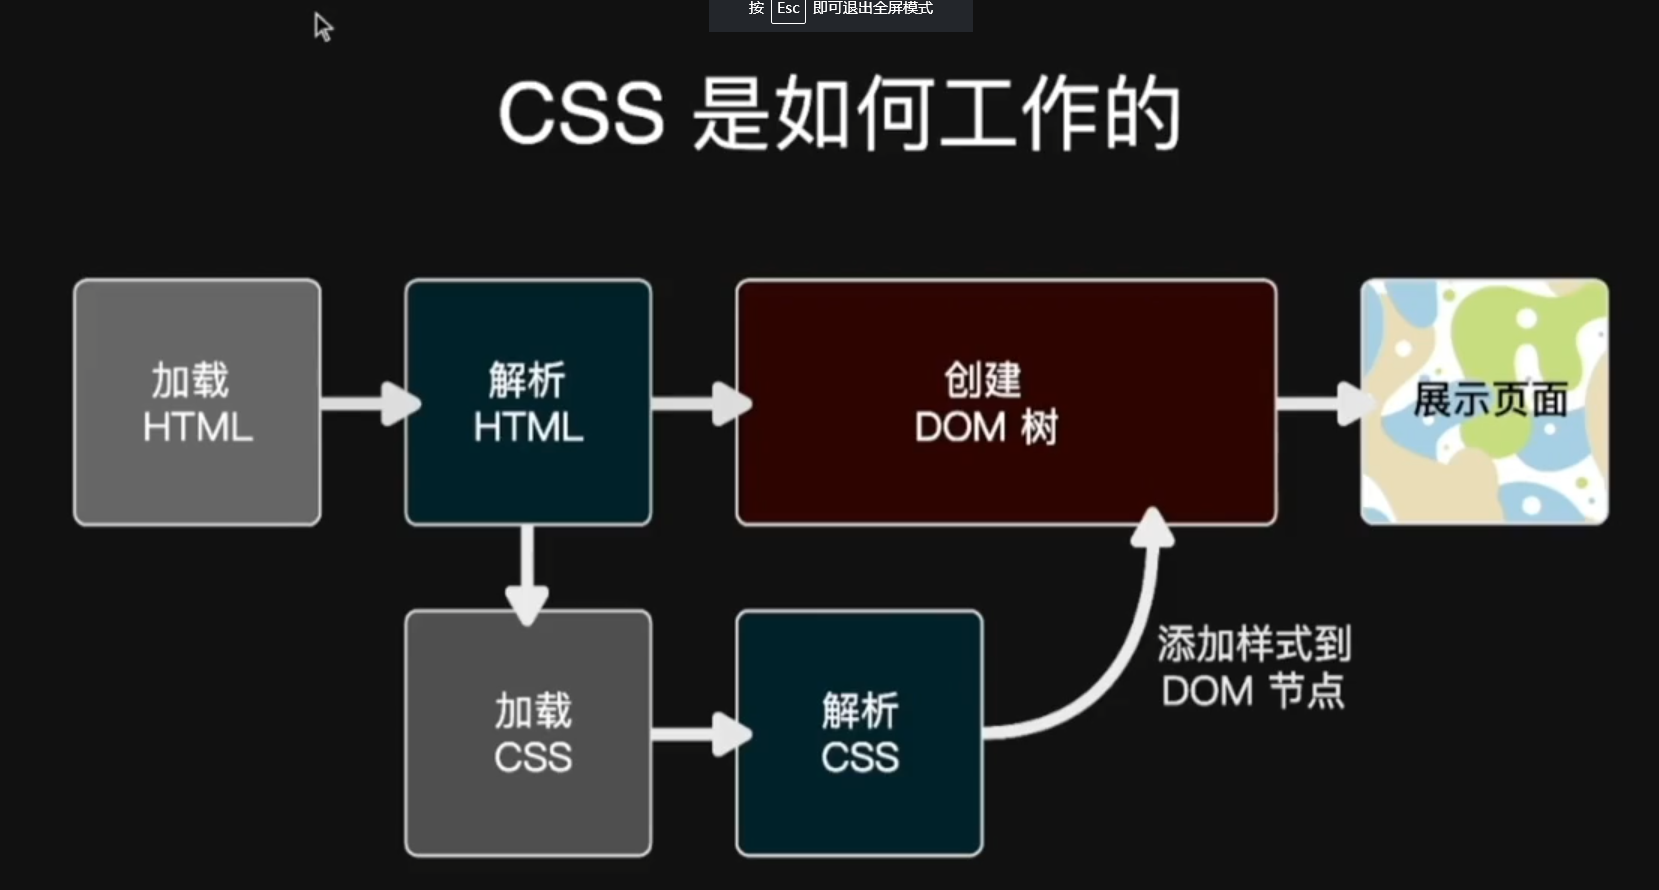 按 Esc 即可退出全屏模式
CSS 是如何工作的
加载
HTML
解析
HTML
创建
DOM 树
展示页面
加载
CSS
解析
CSS
添加样式到
DOM 节点